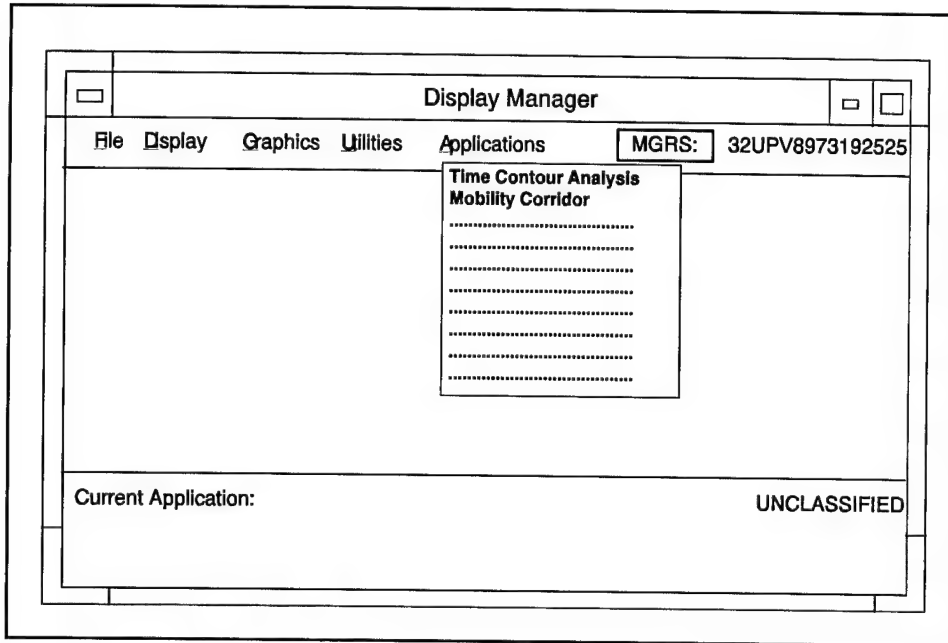 Display Manager
File Display Graphics Utilities Applications MGRS: 32UPV8973192525
Time Contour Analysis
Mobility Corridor
Current Application: UNCLASSIFIED